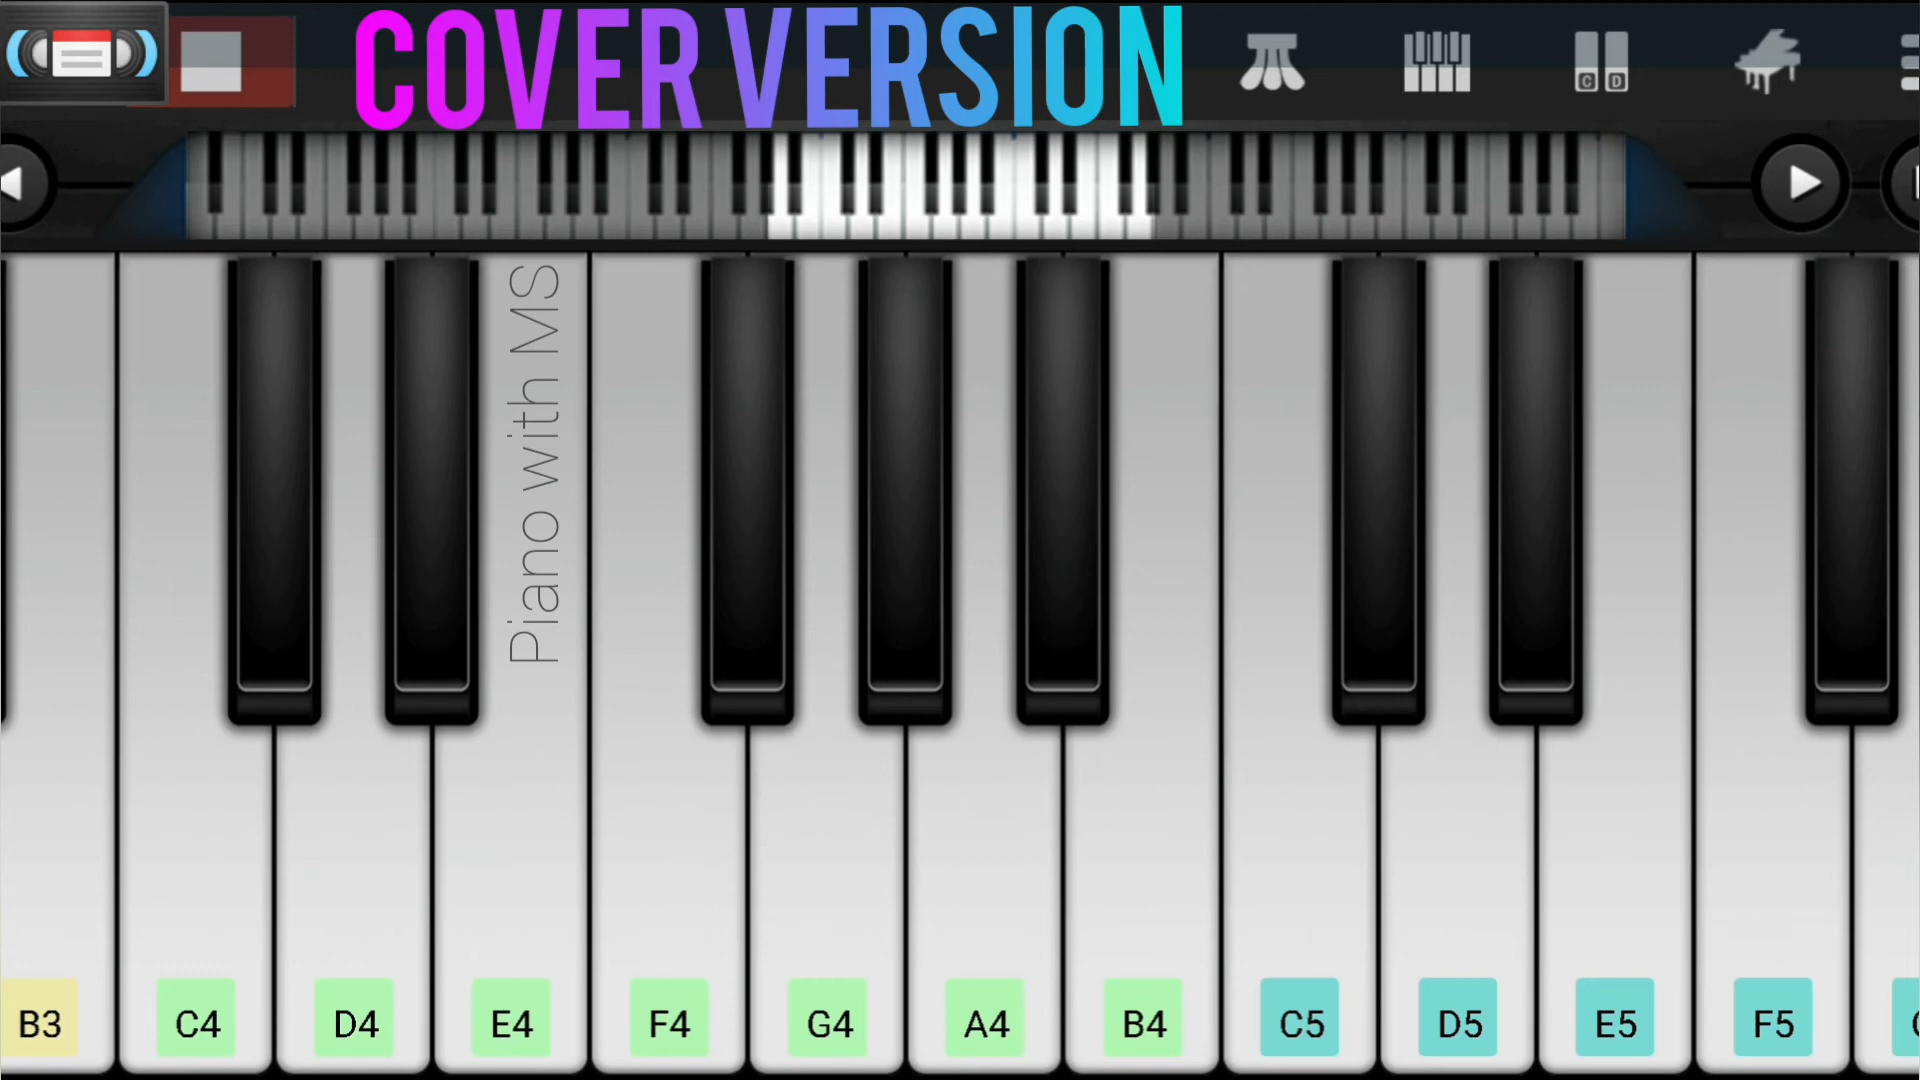 COVER VERSION
C D
Piano with MS
B3 C4 D4 E4 F4 G4 A4 B4 C5 D5 E5 F5